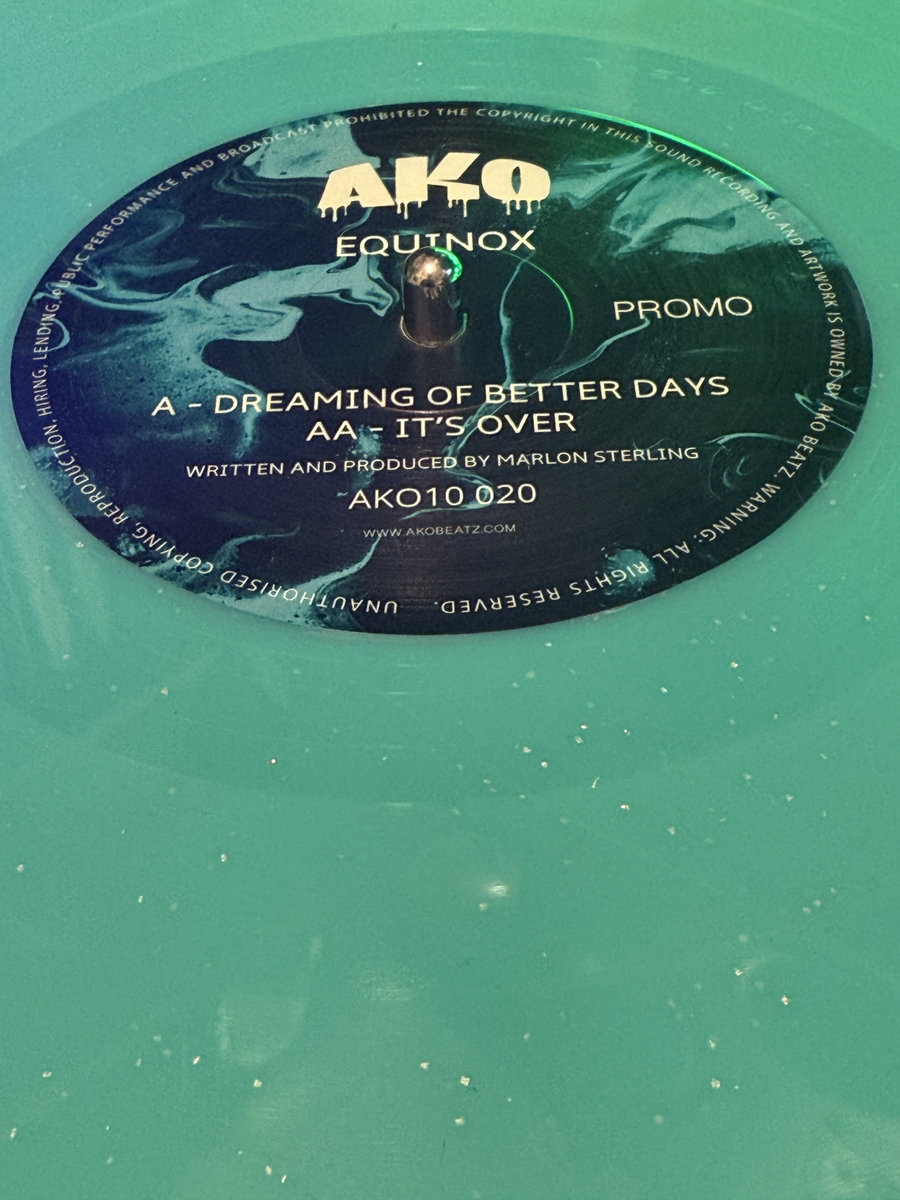 AKO
EQUINOX
PROMO
A - DREAMING OF BETTER DAYS
AA - IT'S OVER
WRITTEN AND PRODUCED BY MARLON STERLING
AKO10 020
WWW.AKOBEATZ.COM
UNAUTHORISED COPYING, REPRODUCTION, HIRING, LENDING, PUBLIC PERFORMANCE AND BROADCAST PROHIBITED THE COPYRIGHT IN THIS SOUND RECORDING AND ARTWORK IS OWNED BY AKO BEATZ. WARNING. ALL RIGHTS RESERVED.